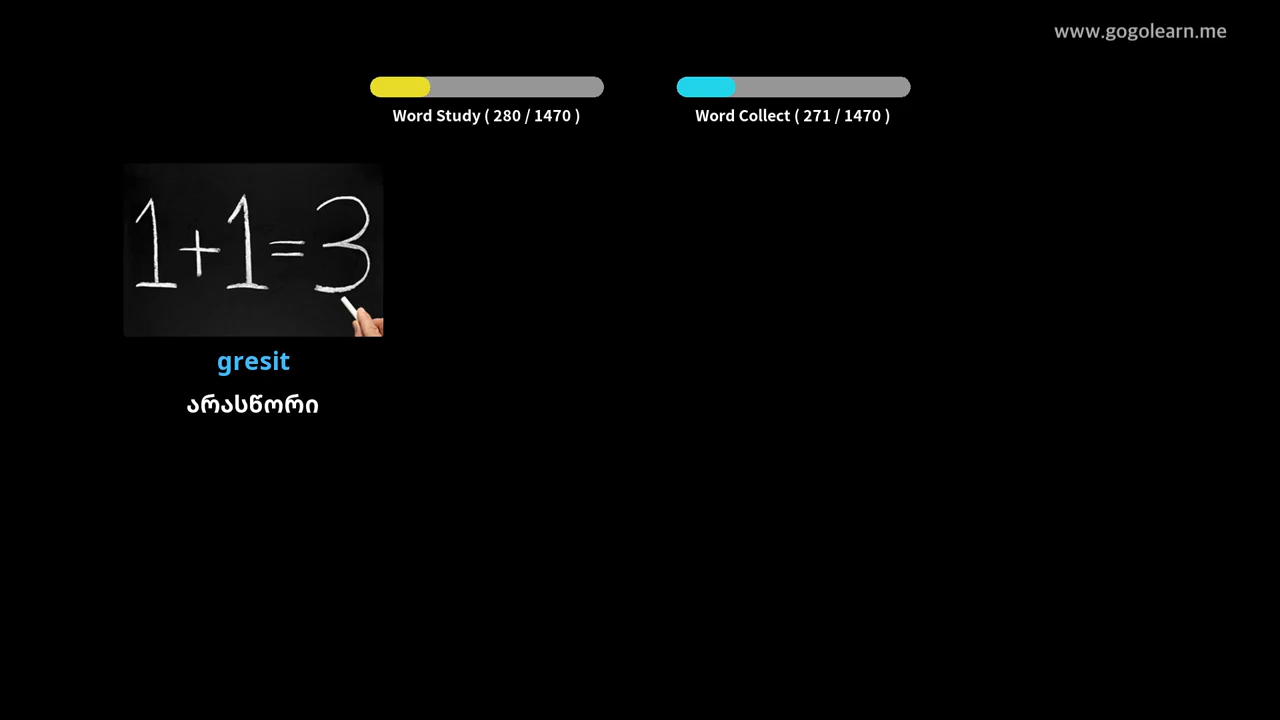 www.gogolearn.me
Word Study ( 280 / 1470 )
Word Collect ( 271 / 1470 )
1+1=3
gresit
არასწორი